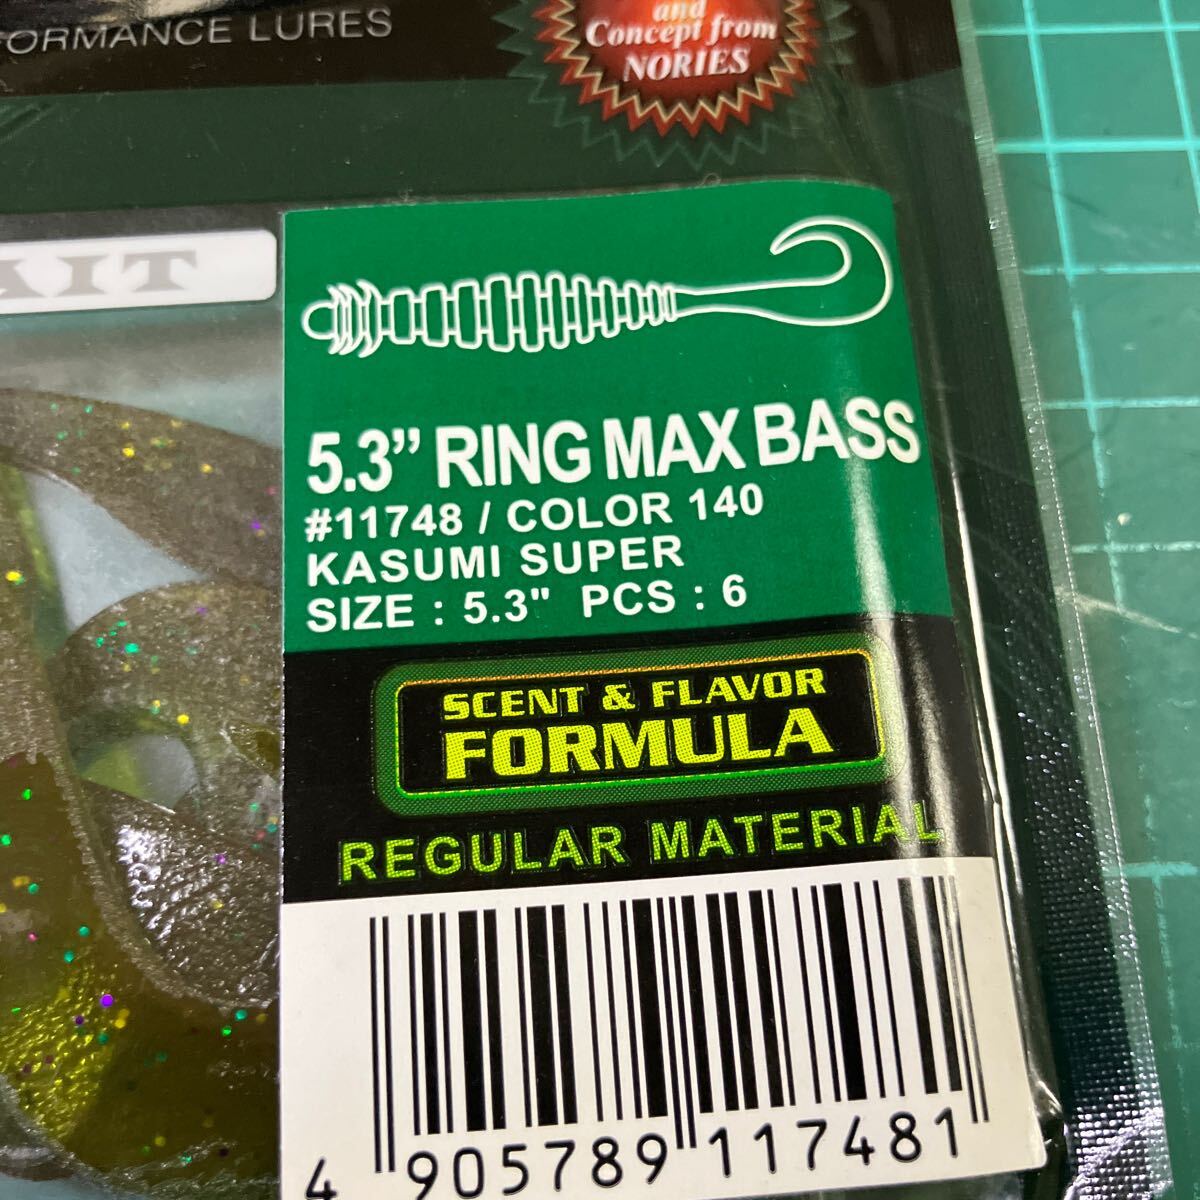 FORMANCE LURES
and
Concept from
NORIES
AIT
5.3” RING MAX BASS
#11748 / COLOR 140
KASUMI SUPER
SIZE : 5.3" PCS : 6
SCENT & FLAVOR
FORMULA
REGULAR MATERIAL
4 905789 117481